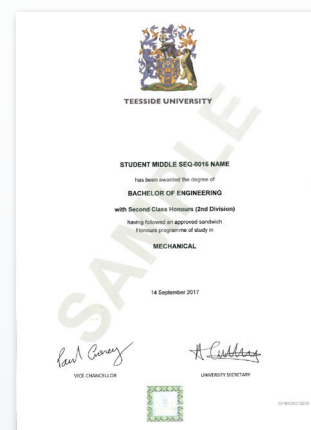 TEESSIDE UNIVERSITY
STUDENT MIDDLE SEQ-0016 NAME
has been awarded the degree of
BACHELOR OF ENGINEERING
with Second Class Honours (2nd Division)
having followed an approved sandwich
Honours programme of study in
MECHANICAL
14 September 2017
SAMPLE
VICE-CHANCELLOR
UNIVERSITY SECRETARY